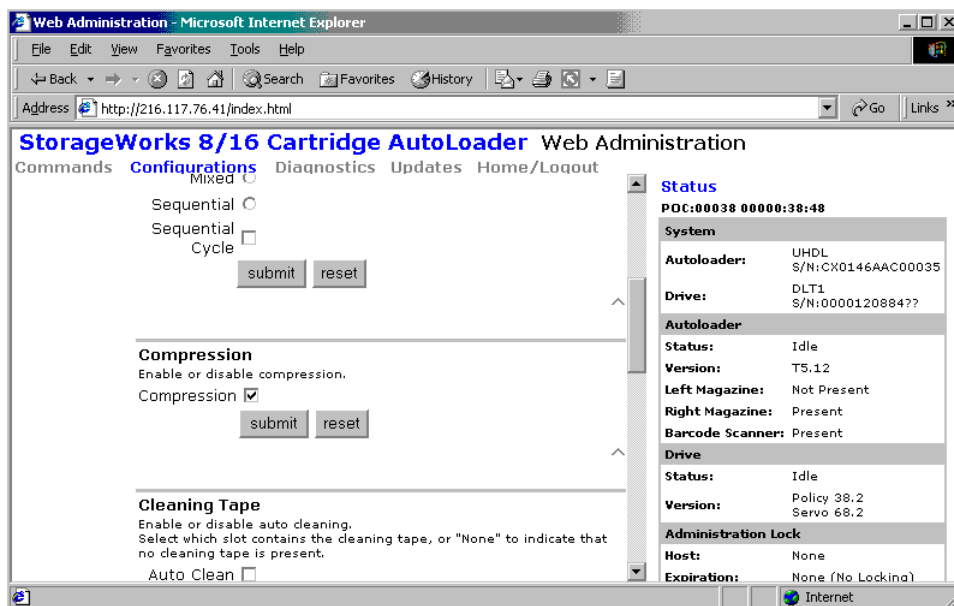 Web Administration - Microsoft Internet Explorer
File Edit View Favorites Tools Help
Back Search Favorites History
Address http://216.117.76.41/index.html Go Links »
StorageWorks 8/16 Cartridge AutoLoader Web Administration
Commands Configurations Diagnostics Updates Home/Logout
Mixed
Sequential
Sequential
Cycle
submit reset
Compression
Enable or disable compression.
Compression
submit reset
Cleaning Tape
Enable or disable auto cleaning.
Select which slot contains the cleaning tape, or "None" to indicate that
no cleaning tape is present.
Auto Clean
Status
POC:00038 00000:38:48
System
Autoloader: UHDL
S/N:CX0146AAC00035
Drive: DLT1
S/N:0000120884??
Autoloader
Status: Idle
Version: T5.12
Left Magazine: Not Present
Right Magazine: Present
Barcode Scanner: Present
Drive
Status: Idle
Version: Policy 38.2
Servo 68.2
Administration Lock
Host: None
Expiration: None (No Locking)
Internet